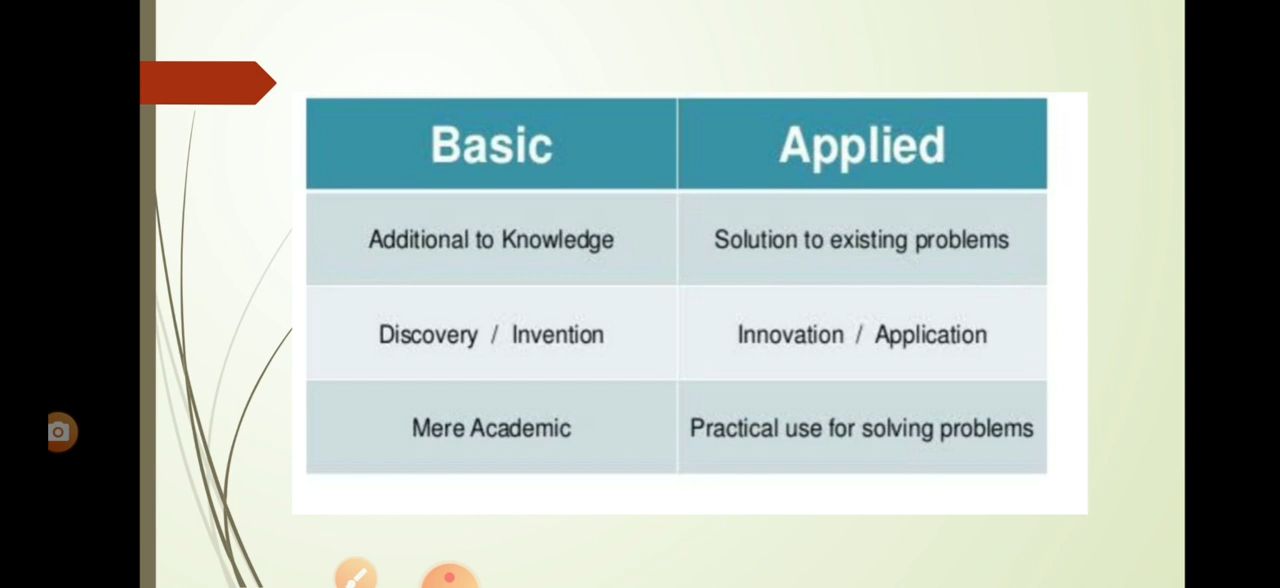 Basic
Applied
Additional to Knowledge
Solution to existing problems
Discovery / Invention
Innovation / Application
Mere Academic
Practical use for solving problems